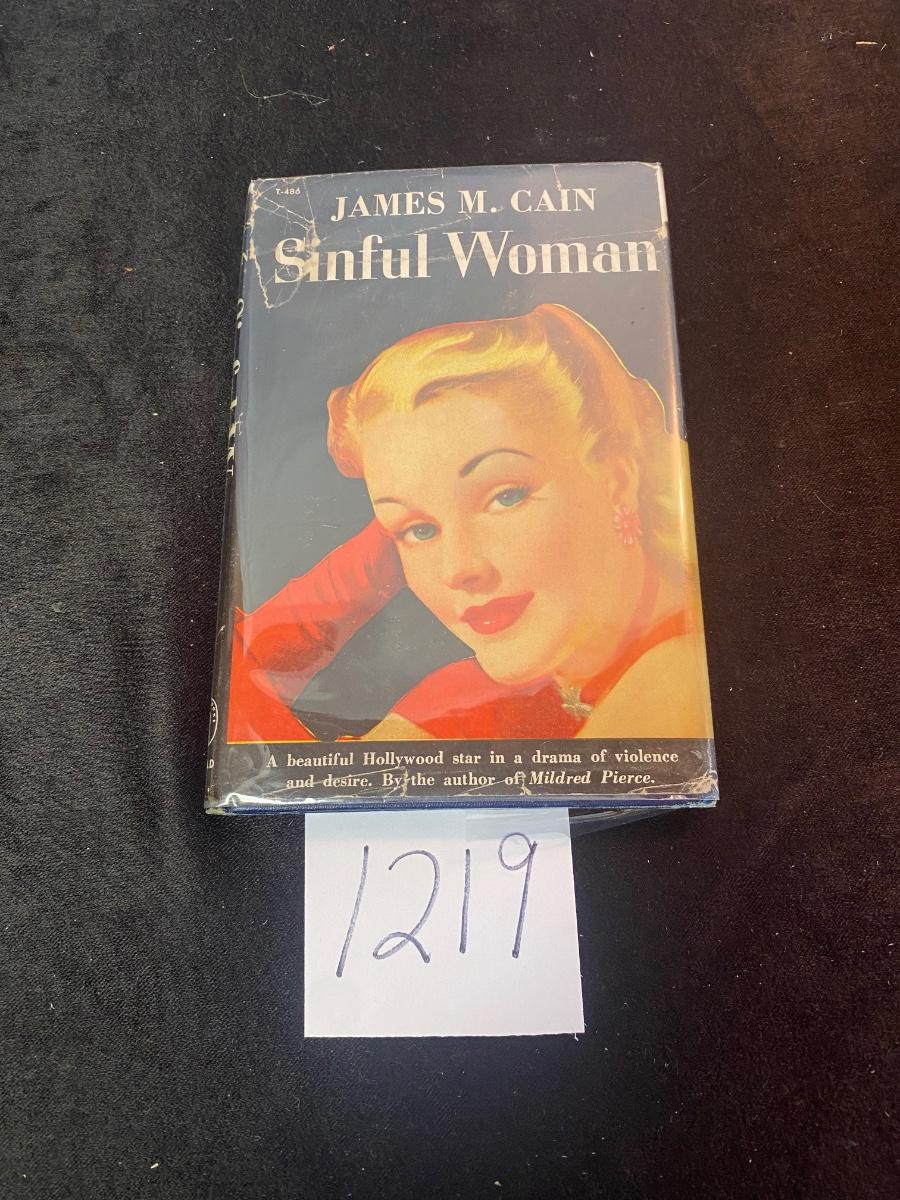 T-486
JAMES M. CAIN
Sinful Woman
A beautiful Hollywood star in a drama of violence
and desire. By the author of Mildred Pierce.
1219